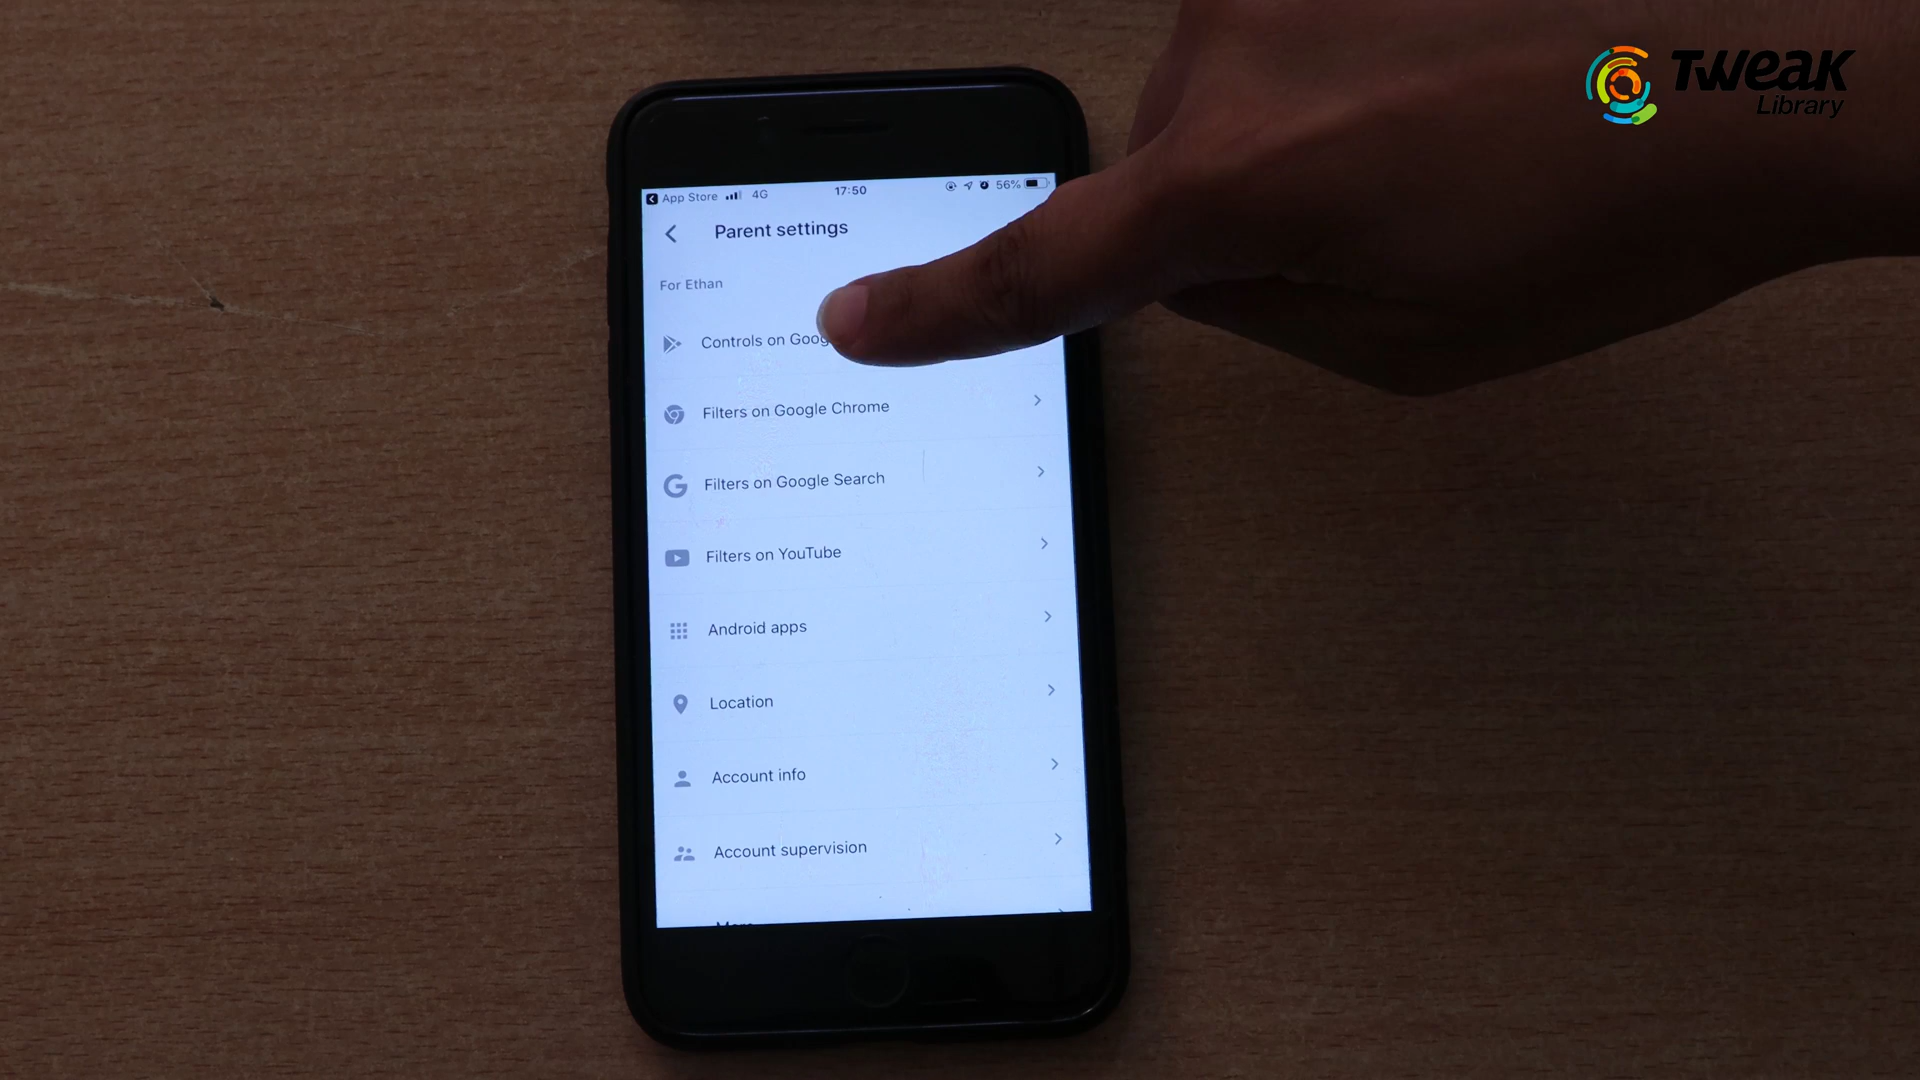 TWEAK
Library
App Store 4G 17:50 56%
Parent settings
For Ethan
Controls on
Filters on Google Chrome
Filters on Google Search
Filters on YouTube
Android apps
Location
Account info
Account supervision